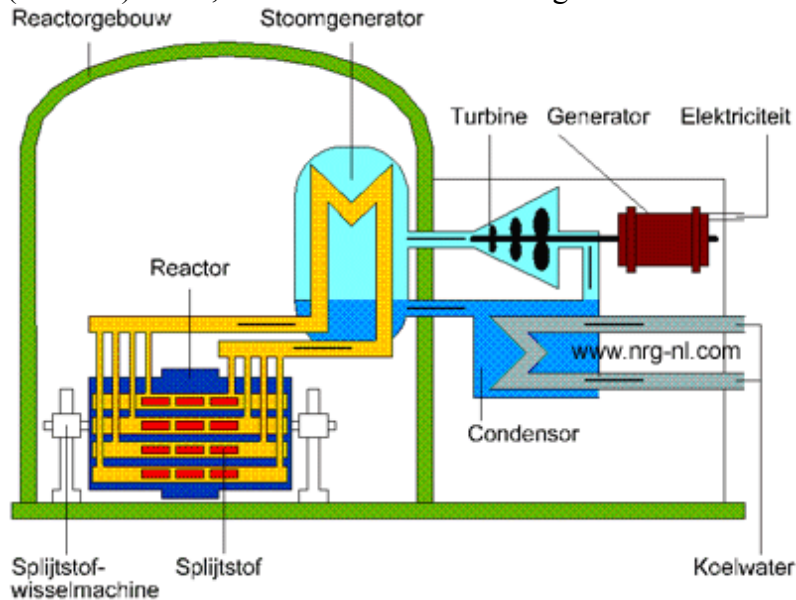 Reactorgebouw
Stoomgenerator
Turbine
Generator
Elektriciteit
Reactor
www.nrg-nl.com
Condensor
Splijtstof-
wisselmachine
Splijtstof
Koelwater